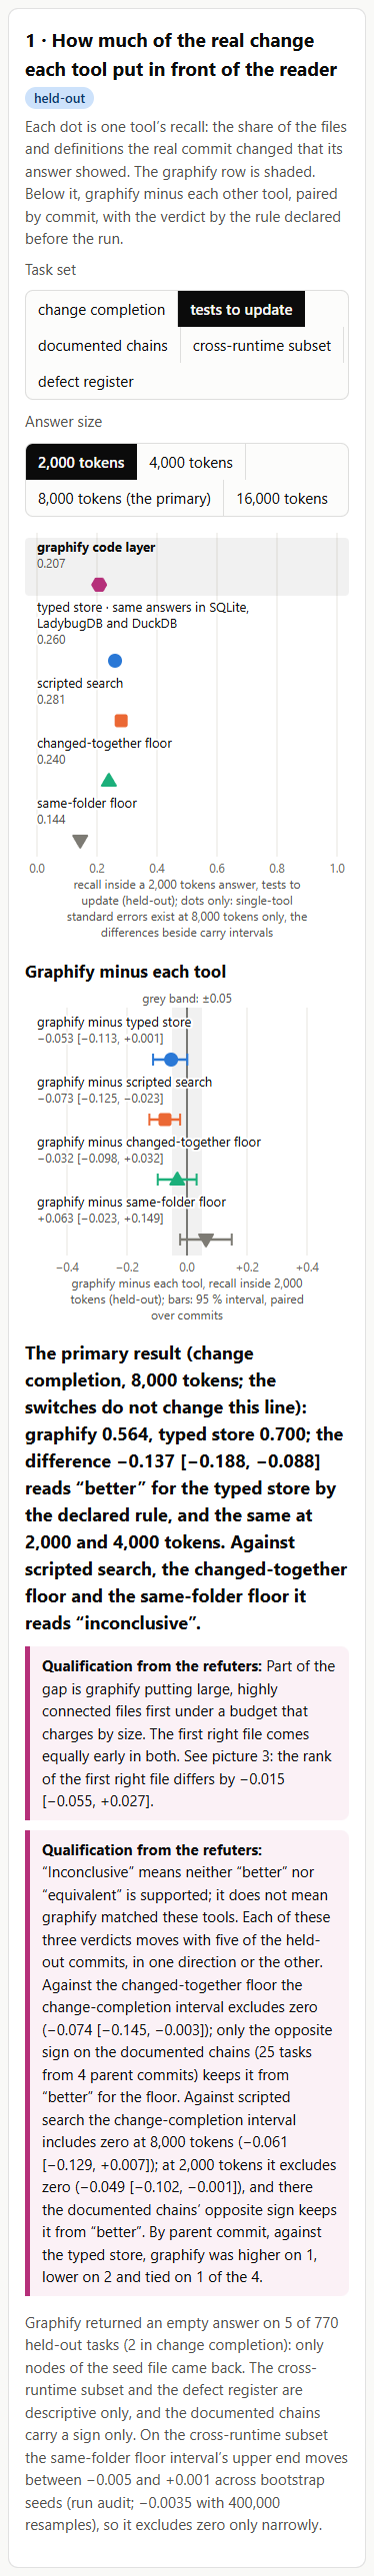 1 · How much of the real change
each tool put in front of the reader
held-out
Each dot is one tool’s recall: the share of the files
and definitions the real commit changed that its
answer showed. The graphify row is shaded.
Below it, graphify minus each other tool, paired
by commit, with the verdict by the rule declared
before the run.
Task set
change completion
tests to update
documented chains
cross-runtime subset
defect register
Answer size
2,000 tokens
4,000 tokens
8,000 tokens (the primary)
16,000 tokens
graphify code layer
0.207
typed store · same answers in SQLite,
LadybugDB and DuckDB
0.260
scripted search
0.281
changed-together floor
0.240
same-folder floor
0.144
0.0 0.2 0.4 0.6 0.8 1.0
recall inside a 2,000 tokens answer, tests to
update (held-out); dots only: single-tool
standard errors exist at 8,000 tokens only, the
differences beside carry intervals
Graphify minus each tool
grey band: ±0.05
graphify minus typed store
−0.053 [−0.113, +0.001]
graphify minus scripted search
−0.073 [−0.125, −0.023]
graphify minus changed-together floor
−0.032 [−0.098, +0.032]
graphify minus same-folder floor
+0.063 [−0.023, +0.149]
−0.4 −0.2 0.0 +0.2 +0.4
graphify minus each tool, recall inside 2,000
tokens (held-out); bars: 95 % interval, paired
over commits
The primary result (change
completion, 8,000 tokens; the
switches do not change this line):
graphify 0.564, typed store 0.700; the
difference −0.137 [−0.188, −0.088]
reads “better” for the typed store by
the declared rule, and the same at
2,000 and 4,000 tokens. Against
scripted search, the changed-together
floor and the same-folder floor it
reads “inconclusive”.
Qualification from the refuters: Part of the
gap is graphify putting large, highly
connected files first under a budget that
charges by size. The first right file comes
equally early in both. See picture 3: the rank
of the first right file differs by −0.015
[−0.055, +0.027].
Qualification from the refuters:
“Inconclusive” means neither “better” nor
“equivalent” is supported; it does not mean
graphify matched these tools. Each of these
three verdicts moves with five of the held-
out commits, in one direction or the other.
Against the changed-together floor the
change-completion interval excludes zero
(−0.074 [−0.145, −0.003]); only the opposite
sign on the documented chains (25 tasks
from 4 parent commits) keeps it from
“better” for the floor. Against scripted
search the change-completion interval
includes zero at 8,000 tokens (−0.061
[−0.129, +0.007]); at 2,000 tokens it excludes
zero (−0.049 [−0.102, −0.001]), and there
the documented chains’ opposite sign keeps
it from “better”. By parent commit, against
the typed store, graphify was higher on 1,
lower on 2 and tied on 1 of the 4.
Graphify returned an empty answer on 5 of 770
held-out tasks (2 in change completion): only
nodes of the seed file came back. The cross-
runtime subset and the defect register are
descriptive only, and the documented chains
carry a sign only. On the cross-runtime subset
the same-folder floor interval’s upper end moves
between −0.005 and +0.001 across bootstrap
seeds (run audit; −0.0035 with 400,000
resamples), so it excludes zero only narrowly.